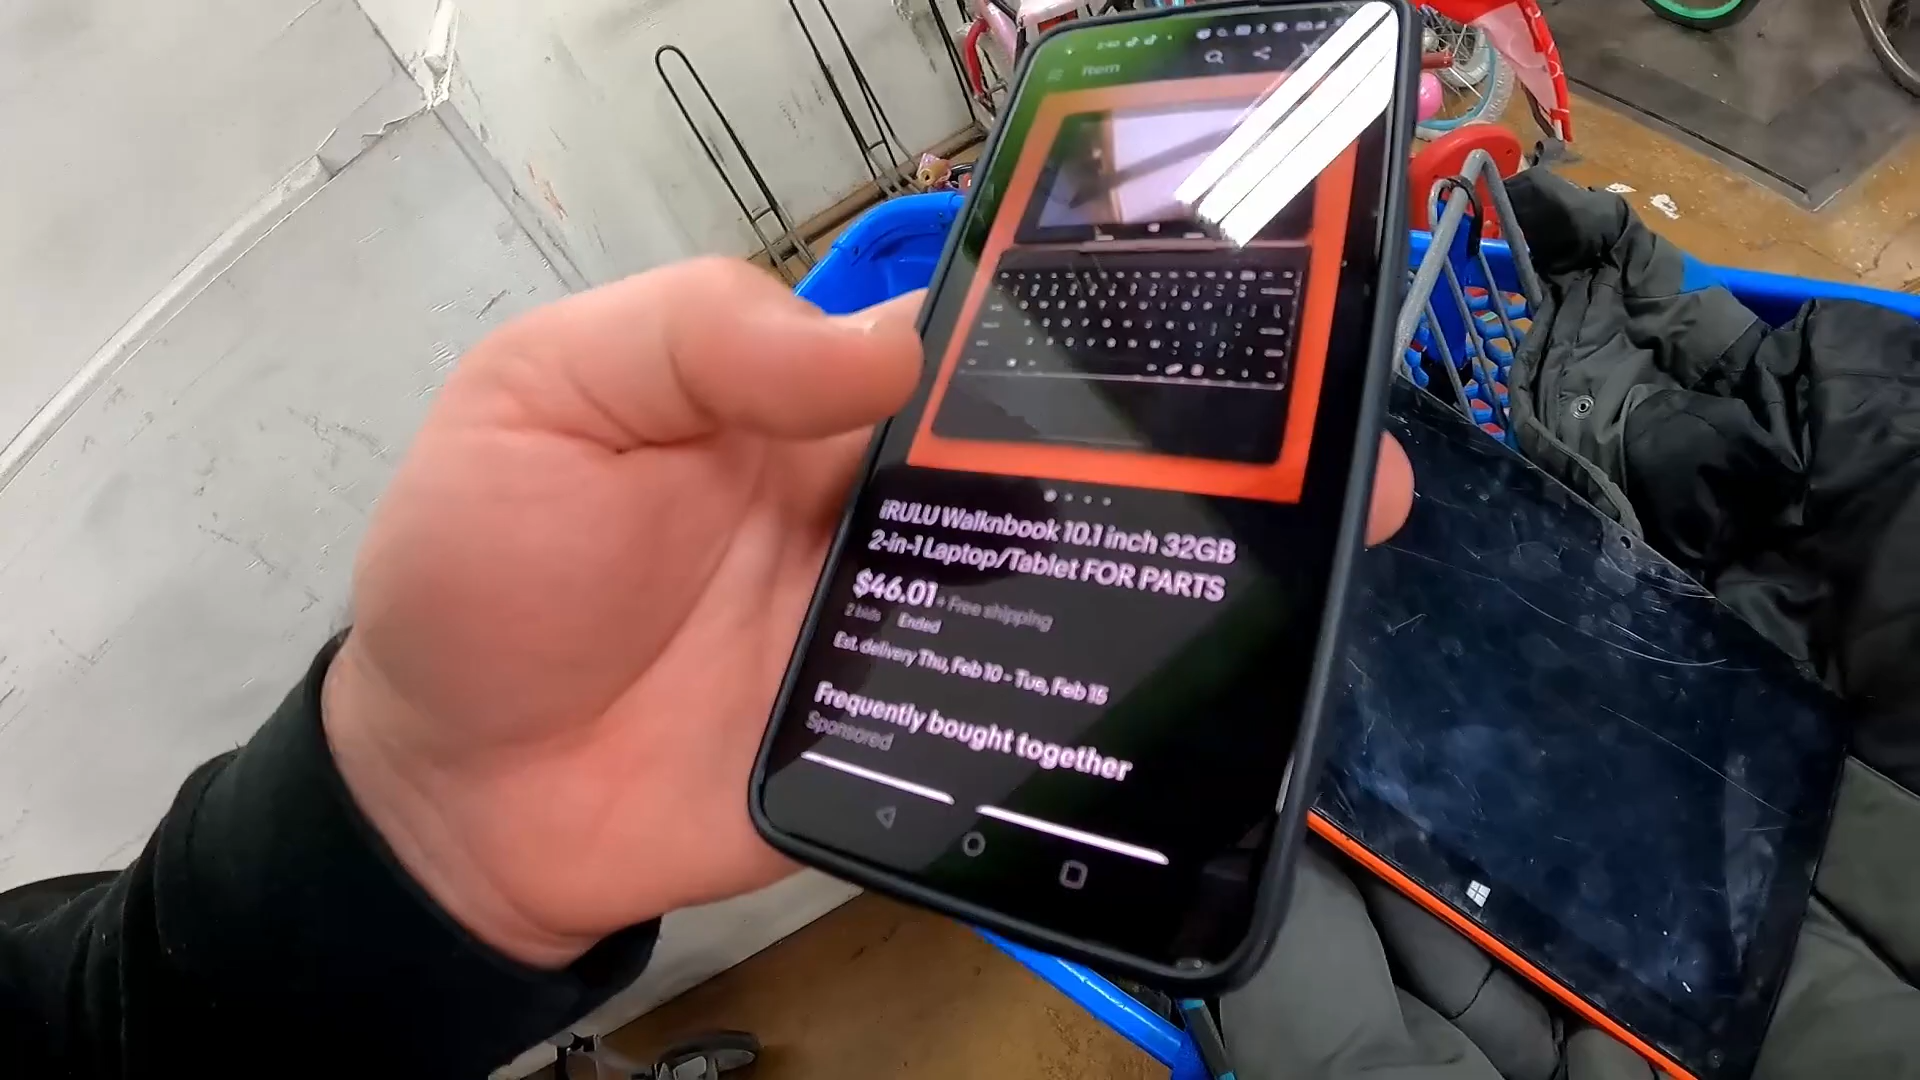 Item
iRULU Walknbook 10.1 inch 32GB
2-in-1 Laptop/Tablet FOR PARTS
$46.01 + Free shipping
2 bids Ended
Est. delivery Thu, Feb 10 - Tue, Feb 15
Frequently bought together
Sponsored